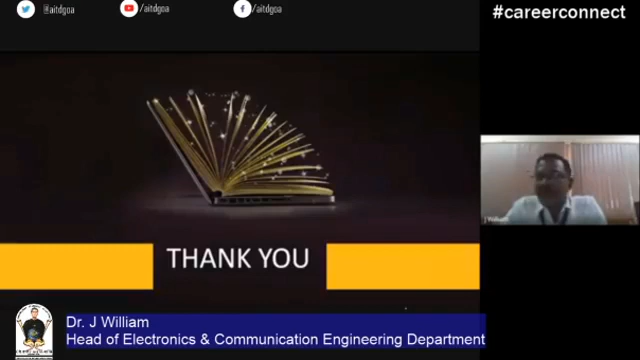 @aitdgoa
/aitdgoa
/aitdgoa
#careerconnect
J William
THANK YOU
Dr. J William
Head of Electronics & Communication Engineering Department